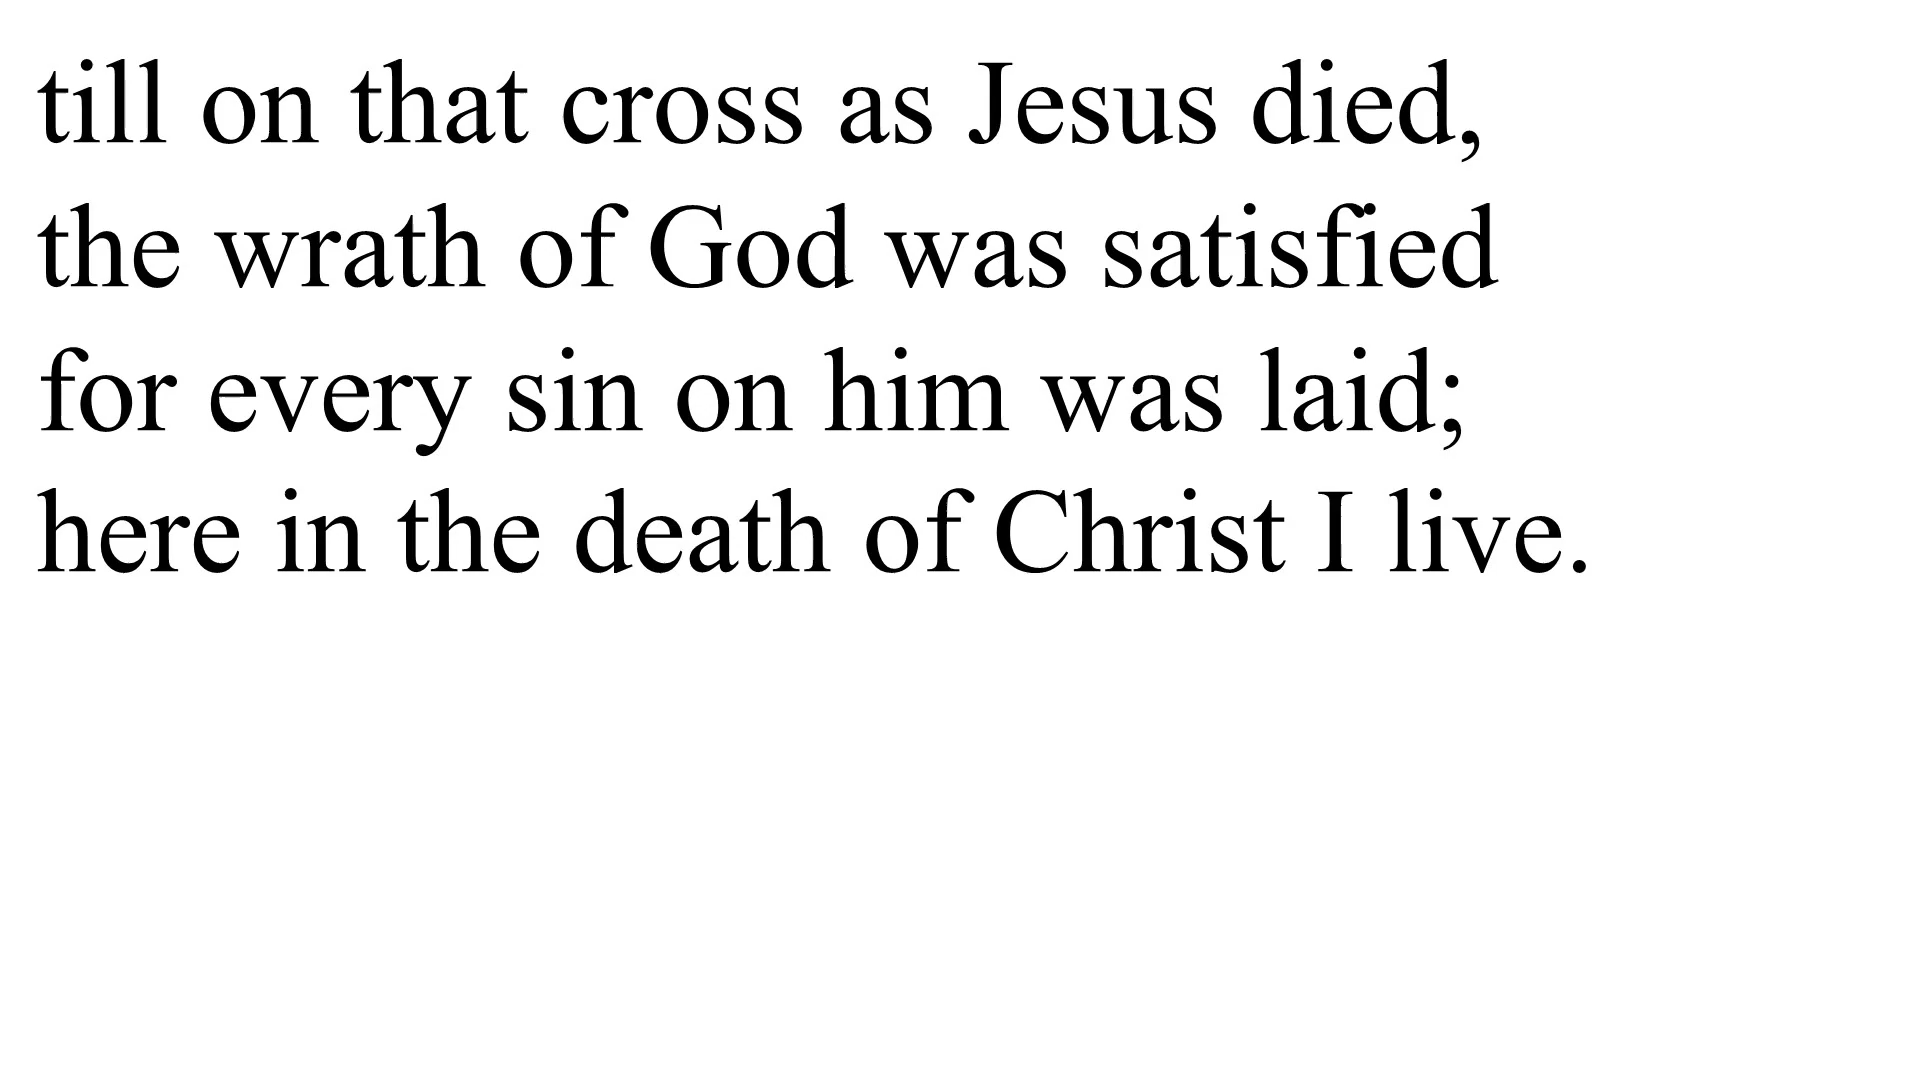 till on that cross as Jesus died,
the wrath of God was satisfied
for every sin on him was laid;
here in the death of Christ I live.